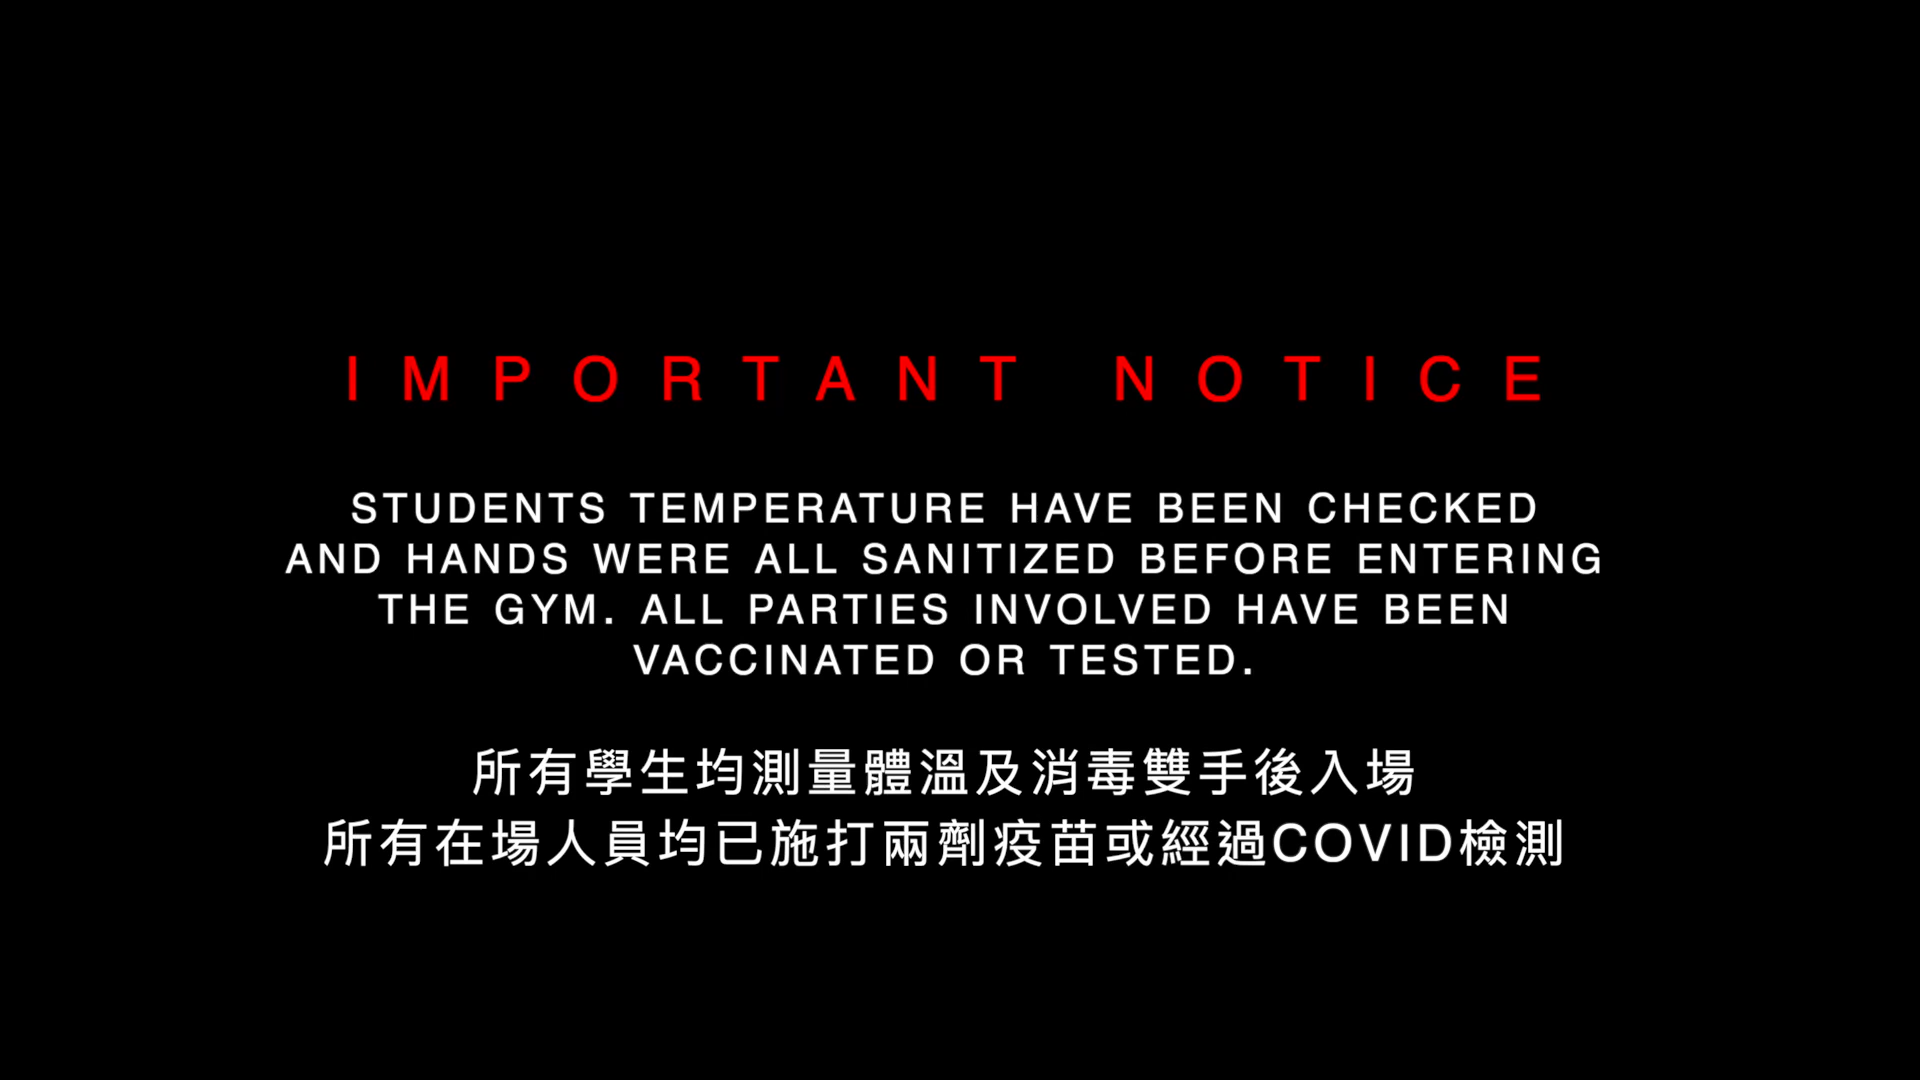 IMPORTANT NOTICE
STUDENTS TEMPERATURE HAVE BEEN CHECKED
AND HANDS WERE ALL SANITIZED BEFORE ENTERING
THE GYM. ALL PARTIES INVOLVED HAVE BEEN
VACCINATED OR TESTED.
所有學生均測量體溫及消毒雙手後入場
所有在場人員均已施打兩劑疫苗或經過COVID檢測